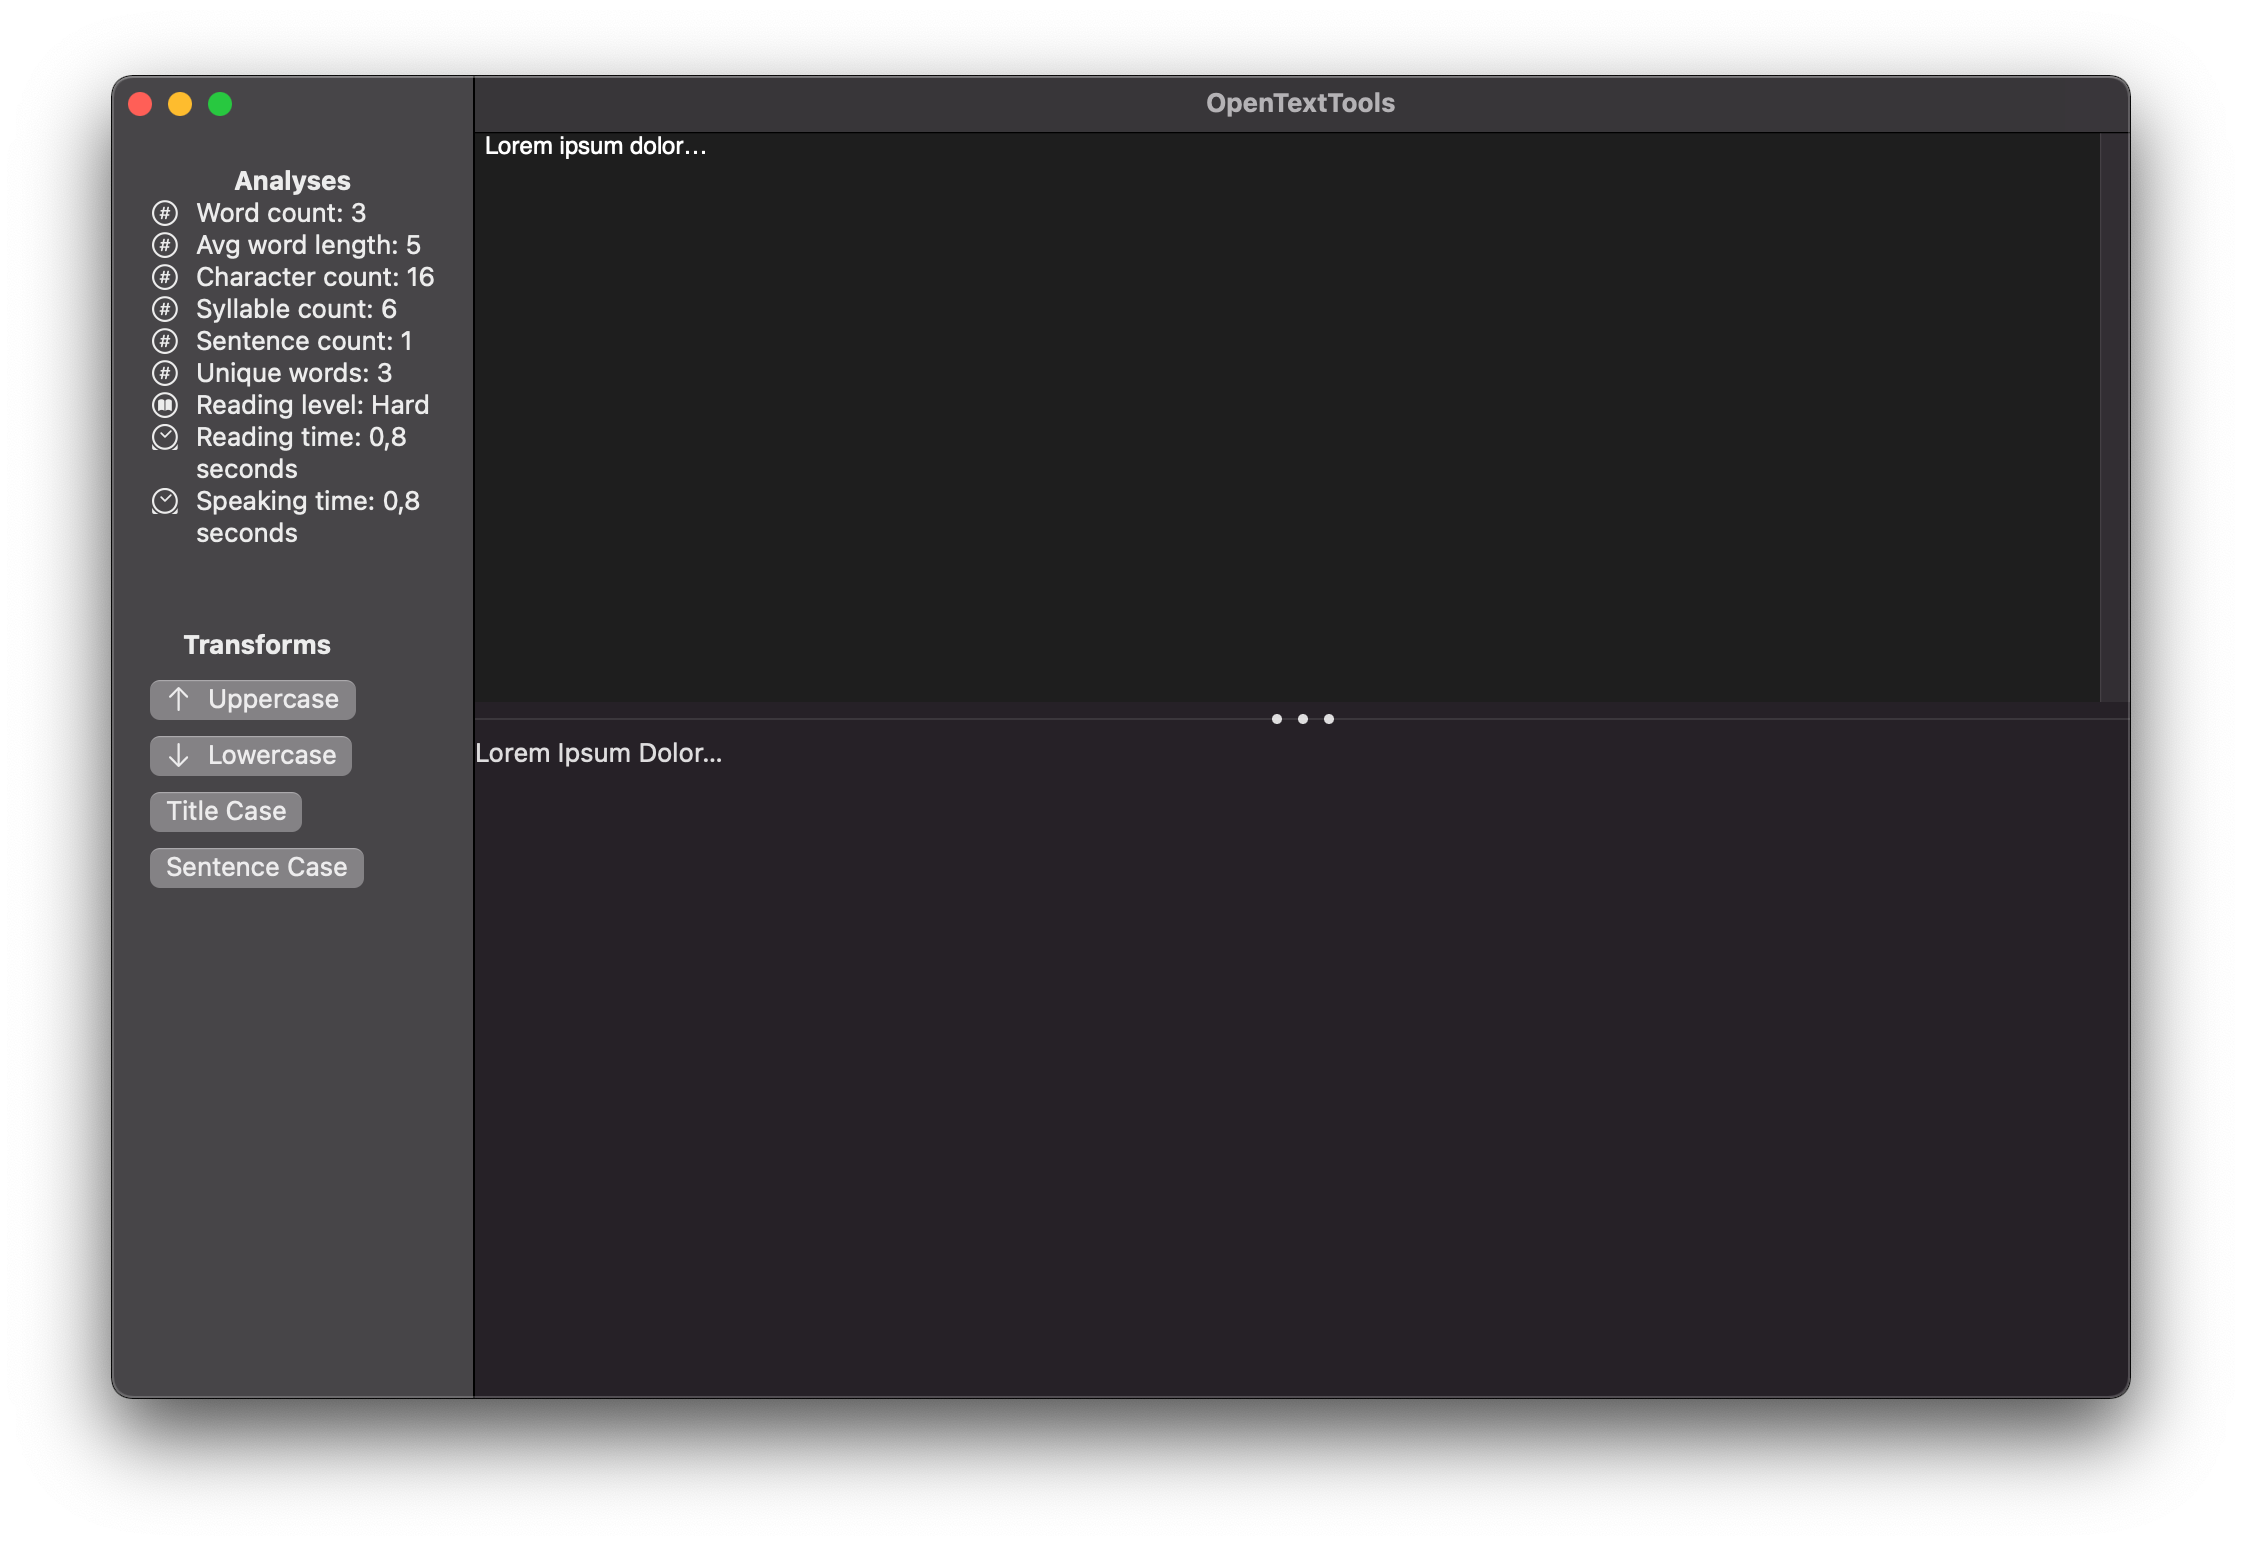 OpenTextTools
Analyses
Word count: 3
Avg word length: 5
Character count: 16
Syllable count: 6
Sentence count: 1
Unique words: 3
Reading level: Hard
Reading time: 0,8
seconds
Speaking time: 0,8
seconds
Transforms
Uppercase
Lowercase
Title Case
Sentence Case
Lorem ipsum dolor…
Lorem Ipsum Dolor…